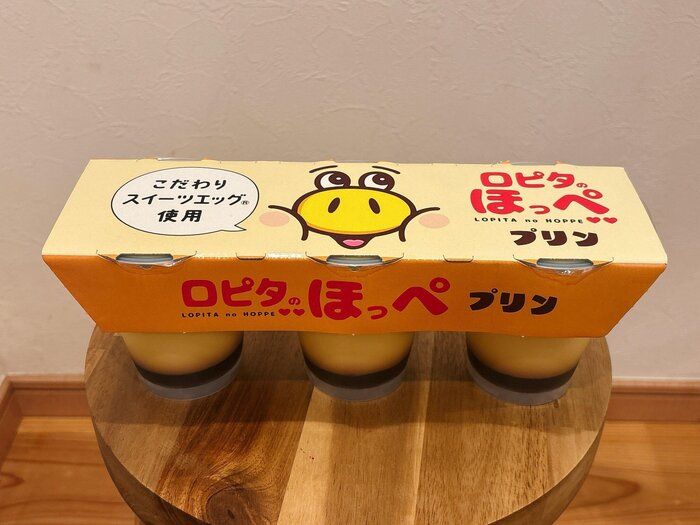 こだわり
スイーツエッグ®
使用
ロピタの
ほっぺ
LOPITA no HOPPE
プリン
ロピタのほっぺ プリン
LOPITA no HOPPE